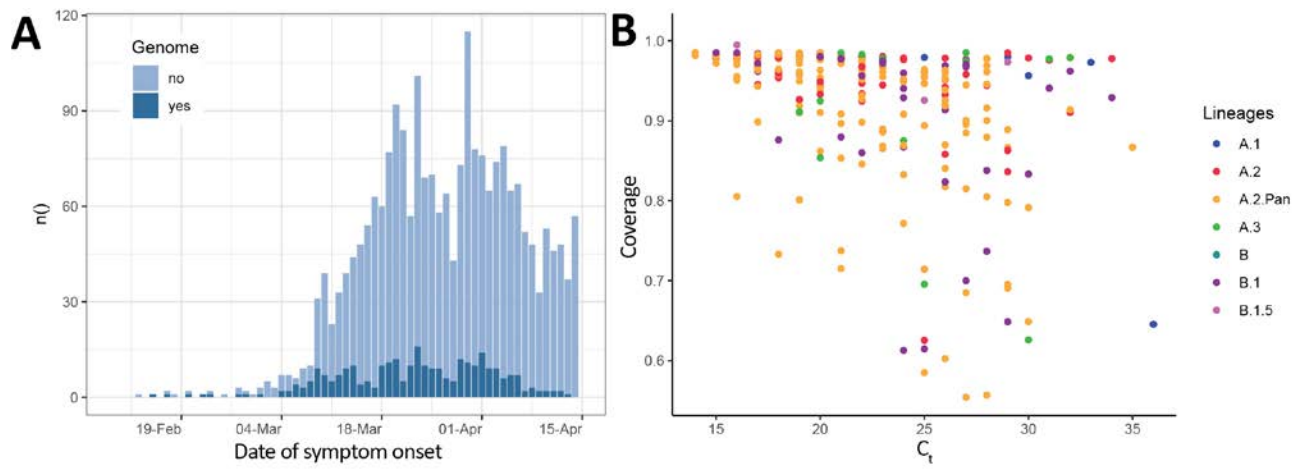 A
120
90
60
30
0
n()
Genome
no
yes
19-Feb
04-Mar
18-Mar
01-Apr
15-Apr
Date of symptom onset
B
1.0
0.9
0.8
0.7
0.6
Coverage
15
20
25
30
35
Ct
Lineages
A.1
A.2
A.2.Pan
A.3
B
B.1
B.1.5